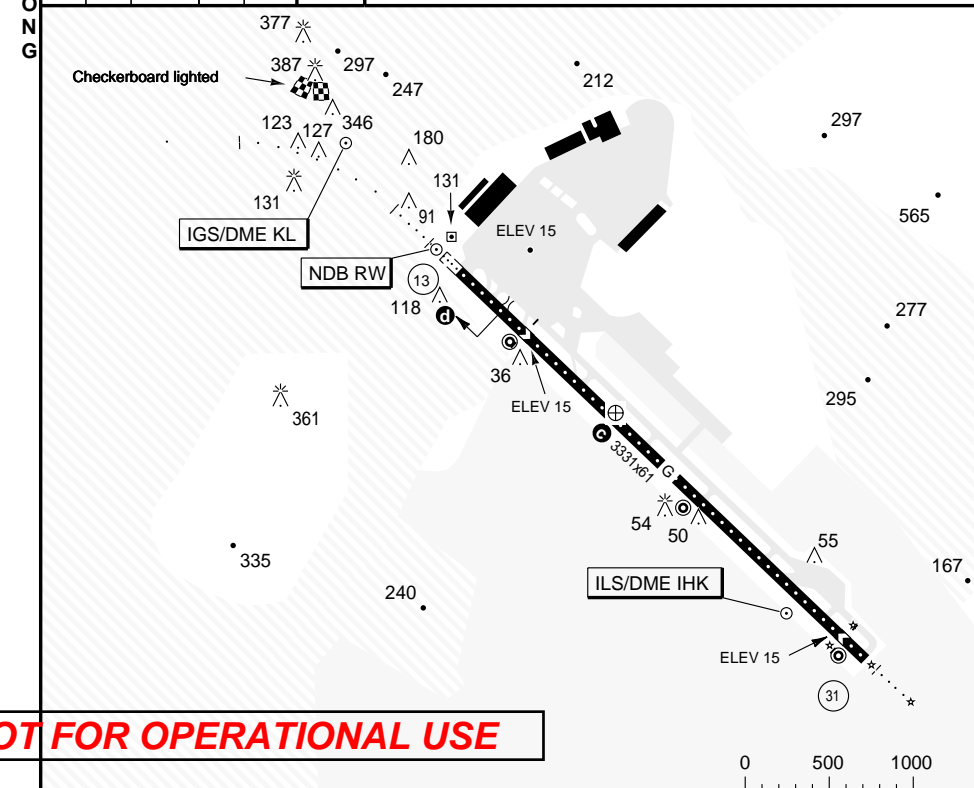 O
N
G
377
387
297
247
212
Checkerboard lighted
297
123
127
346
180
131
131
91
565
IGS/DME KL
ELEV 15
NDB RW
13
118
d
277
36
ELEV 15
295
361
c
3331x61
G
54
50
55
335
167
240
ILS/DME IHK
ELEV 15
31
OT FOR OPERATIONAL USE
0 500 1000